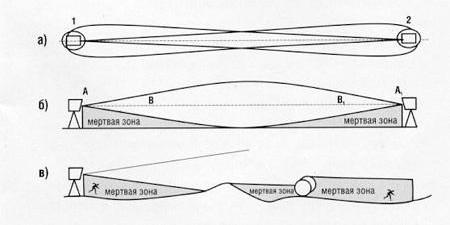 1
2
а)
б)
A
B
B₁
A₁
мертвая зона
мертвая зона
в)
мертвая зона
мертвая зона
мертвая зона